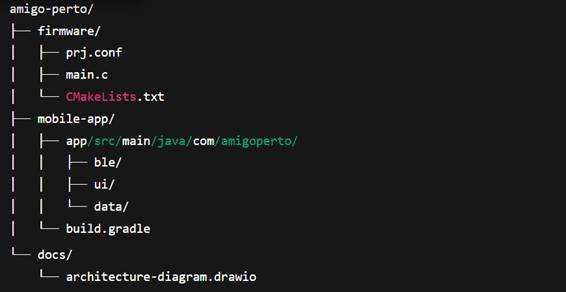 amigo-perto/
├── firmware/
│   ├── prj.conf
│   ├── main.c
│   └── CMakeLists.txt
├── mobile-app/
│   ├── app/src/main/java/com/amigoperto/
│   │   ├── ble/
│   │   ├── ui/
│   │   └── data/
│   └── build.gradle
└── docs/
    └── architecture-diagram.drawio